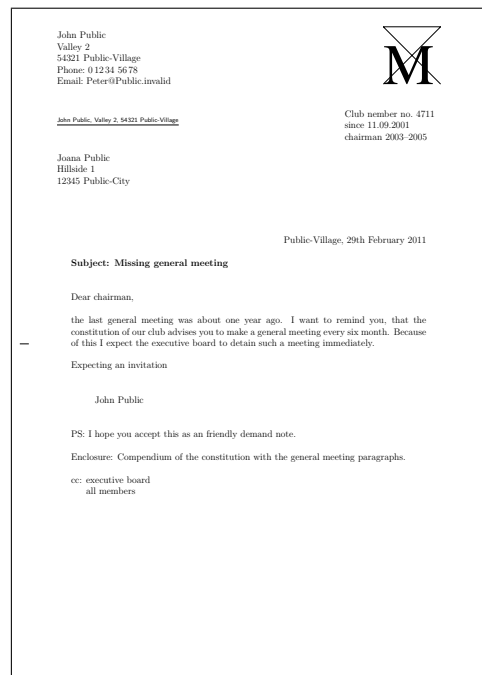 John Public
Valley 2
54321 Public-Village
Phone: 0 12 34 56 78
Email: Peter@Public.invalid
M
John Public, Valley 2, 54321 Public-Village
Club nember no. 4711
since 11.09.2001
chairman 2003–2005
Joana Public
Hillside 1
12345 Public-City
Public-Village, 29th February 2011
Subject: Missing general meeting
Dear chairman,
the last general meeting was about one year ago. I want to remind you, that the
constitution of our club advises you to make a general meeting every six month. Because
of this I expect the executive board to detain such a meeting immediately.
Expecting an invitation
John Public
PS: I hope you accept this as an friendly demand note.
Enclosure: Compendium of the constitution with the general meeting paragraphs.
cc: executive board
all members